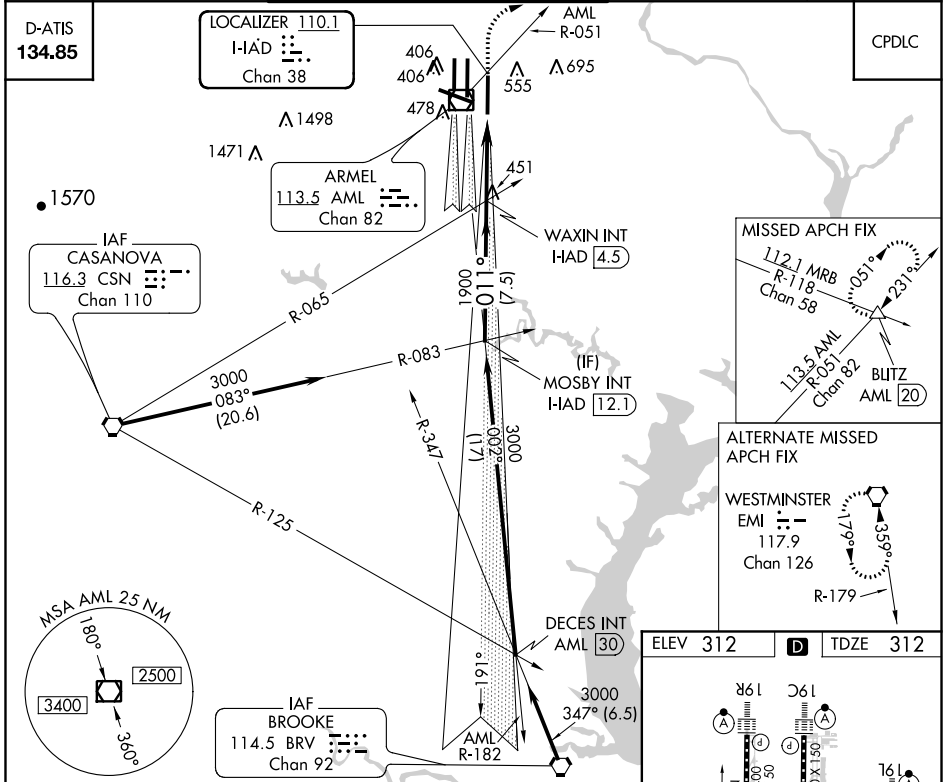 D-ATIS
134.85
LOCALIZER 110.1
I-IAD
Chan 38
AML
R-051
CPDLC
406
406
478
555
695
1498
1471
1570
ARMEL
113.5 AML
Chan 82
451
WAXIN INT
I-IAD 4.5
IAF
CASANOVA
116.3 CSN
Chan 110
R-065
1600
011°
(7.5)
R-083
3000
083°
(20.6)
(IF)
MOSBY INT
I-IAD 12.1
R-347
(17)
002°
3000
R-125
MISSED APCH FIX
112.1 MRB
R-118
Chan 58
051°
231°
113.5 AML
R-051
Chan 82
BLITZ
AML 20
ALTERNATE MISSED
APCH FIX
WESTMINSTER
EMI
117.9
Chan 126
179°
359°
R-179
MSA AML 25 NM
180°
2500
3400
360°
DECES INT
AML 30
191°
AML
R-182
3000
347° (6.5)
IAF
BROOKE
114.5 BRV
Chan 92
ELEV 312
D
TDZE 312
19R
19C
A
A
P
P
X 150
19L